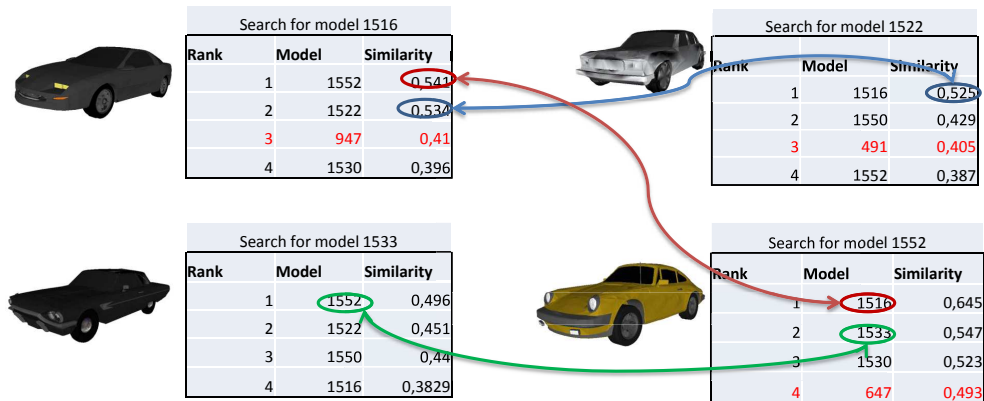 Search for model 1516
Rank Model Similarity
1 1552 0,541
2 1522 0,534
3 947 0,41
4 1530 0,396
Search for model 1522
Rank Model Similarity
1 1516 0,525
2 1550 0,429
3 491 0,405
4 1552 0,387
Search for model 1533
Rank Model Similarity
1 1552 0,496
2 1522 0,451
3 1550 0,44
4 1516 0,3829
Search for model 1552
Rank Model Similarity
1 1516 0,645
2 1533 0,547
3 1530 0,523
4 647 0,493